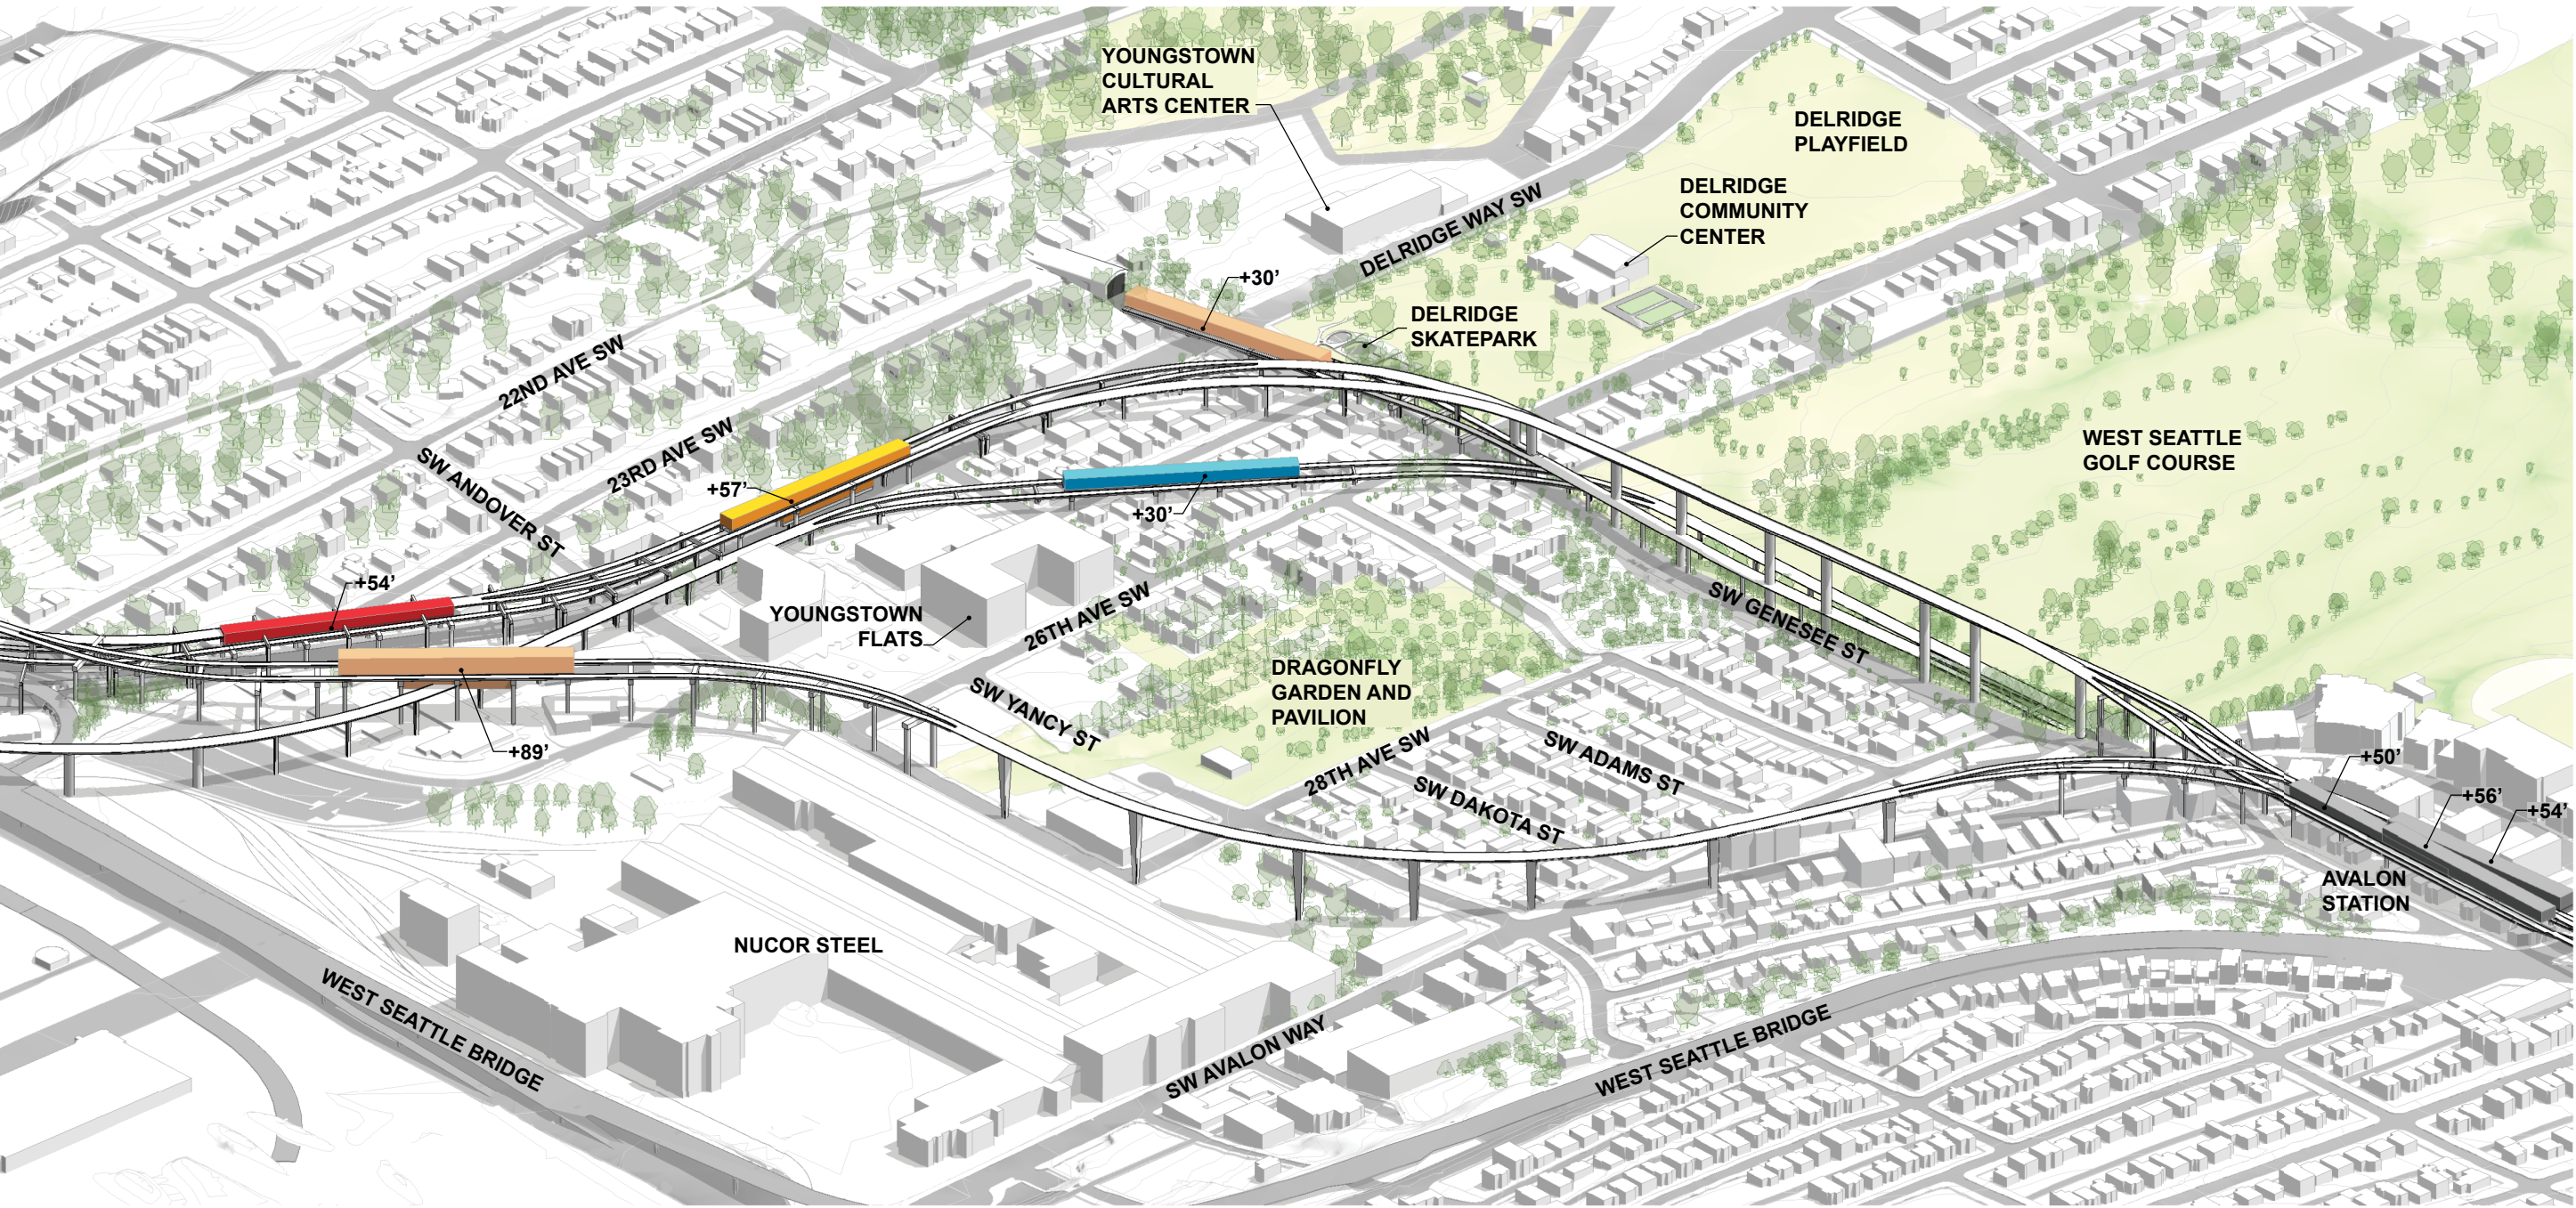 YOUNGSTOWN
CULTURAL
ARTS CENTER
DELRIDGE
PLAYFIELD
DELRIDGE
COMMUNITY
CENTER
DELRIDGE WAY SW
+30’
DELRIDGE
SKATEPARK
22ND AVE SW
23RD AVE SW
SW ANDOVER ST
+57’
+30’
WEST SEATTLE
GOLF COURSE
+54’
YOUNGSTOWN
FLATS
26TH AVE SW
SW GENESEE ST
DRAGONFLY
GARDEN AND
PAVILION
SW YANCY ST
+89’
28TH AVE SW
SW ADAMS ST
SW DAKOTA ST
+50’
+56’
+54’
AVALON
STATION
NUCOR STEEL
WEST SEATTLE BRIDGE
SW AVALON WAY
WEST SEATTLE BRIDGE